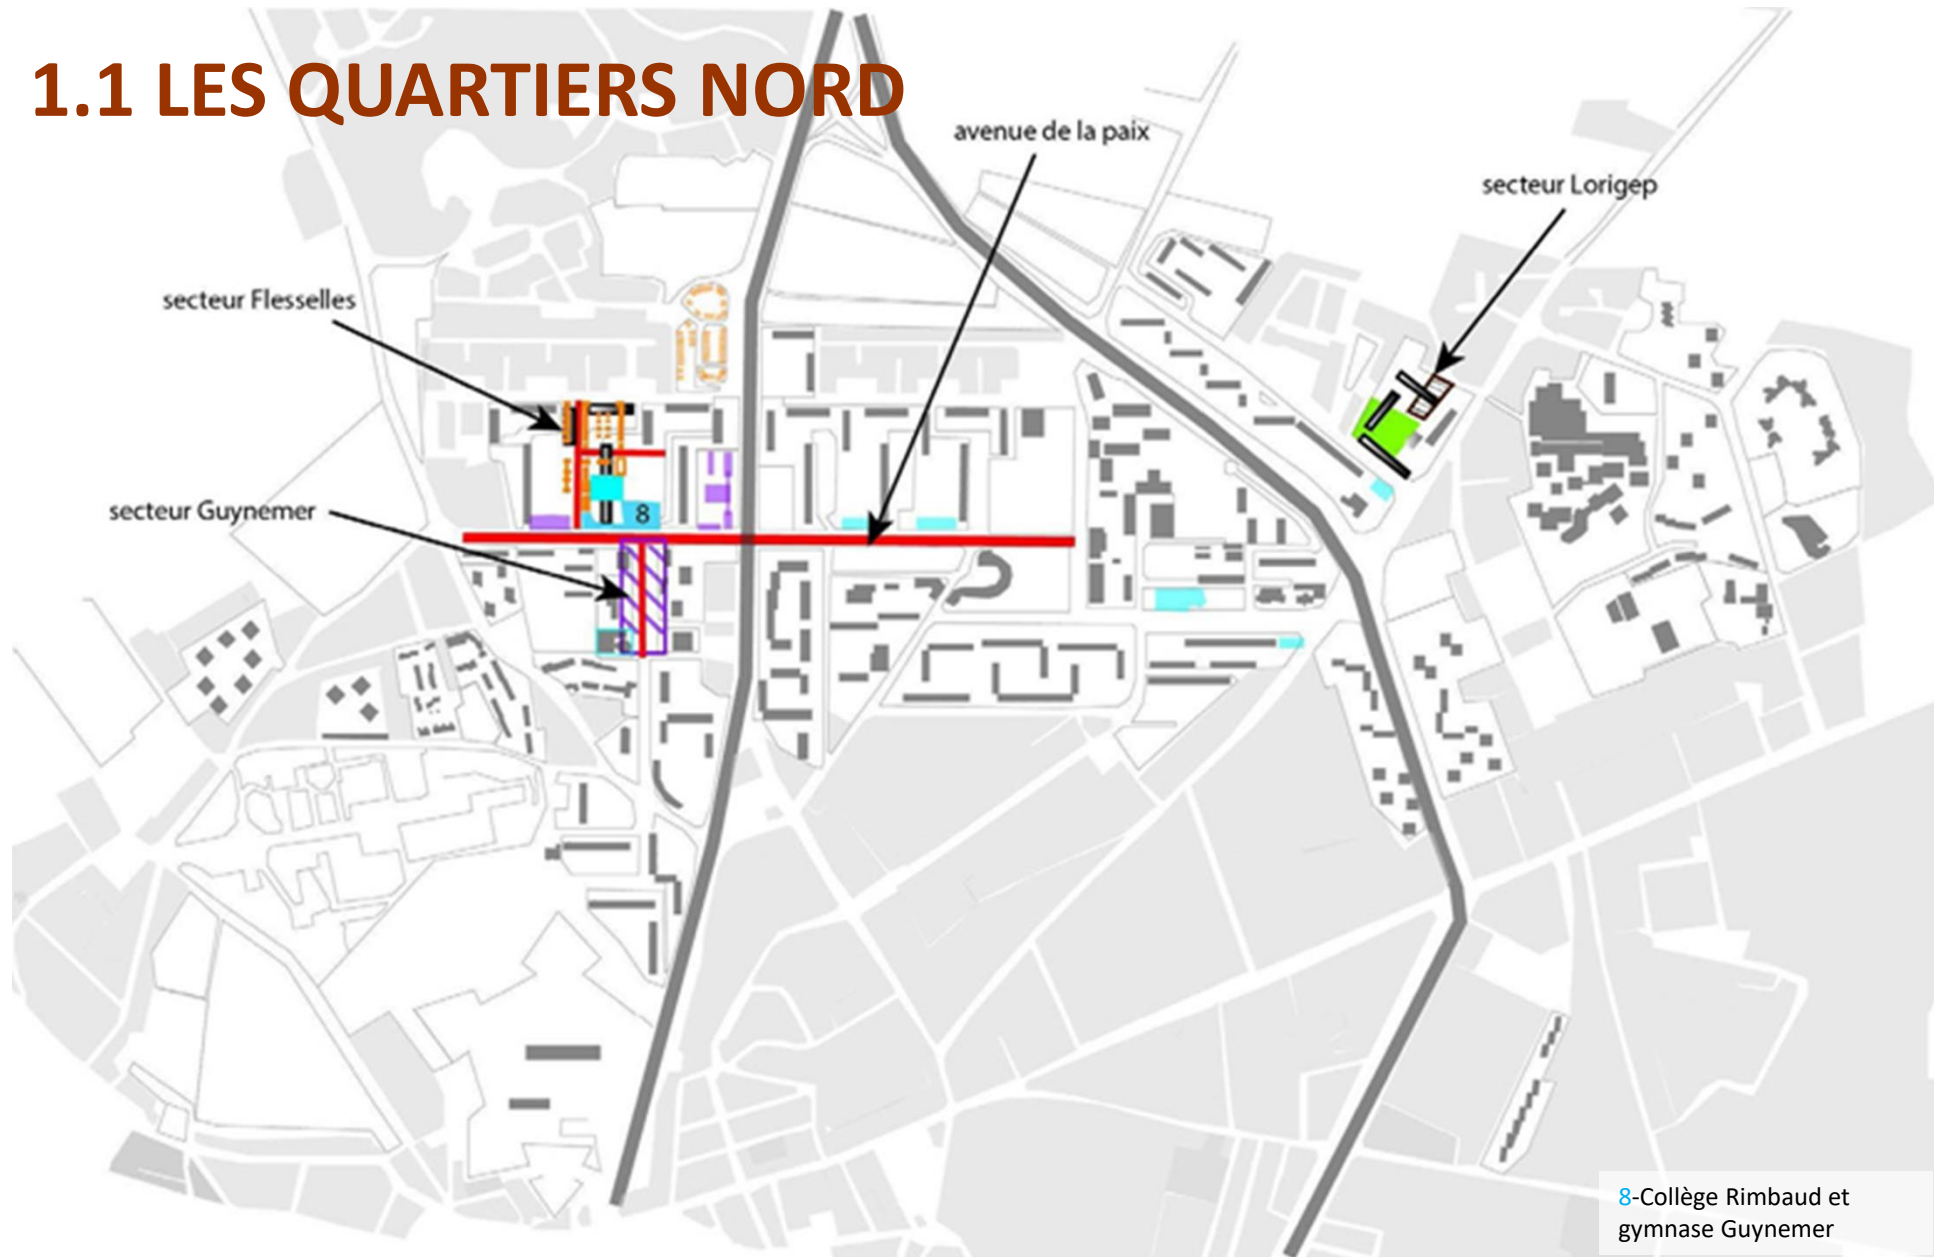 1.1 LES QUARTIERS NORD
avenue de la paix
secteur Lorigep
secteur Flesselles
secteur Guynemer
8
8-Collège Rimbaud et
gymnase Guynemer